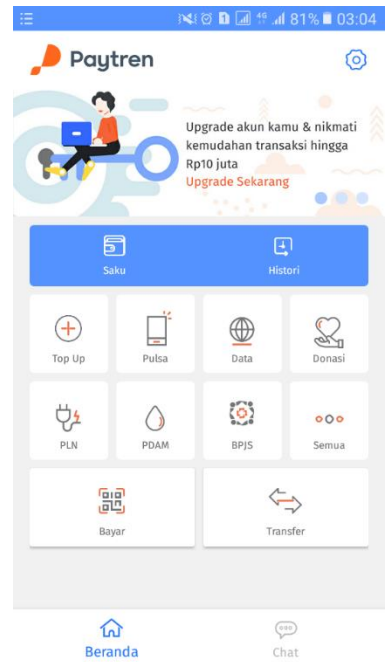 4G 81% 03:04
Paytren
Upgrade akun kamu & nikmati
kemudahan transaksi hingga
Rp10 juta
Upgrade Sekarang
Saku Histori
Top Up Pulsa Data Donasi
PLN PDAM BPJS Semua
Bayar Transfer
Beranda Chat